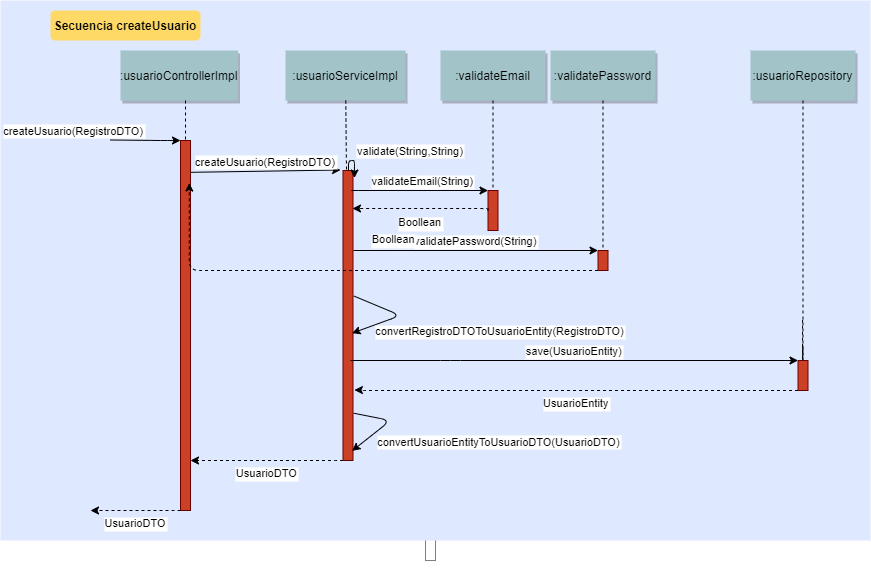 Secuencia createUsuario
:usuarioControllerImpl
:usuarioServiceImpl
:validateEmail
:validatePassword
:usuarioRepository
createUsuario(RegistroDTO)
validate(String,String)
createUsuario(RegistroDTO)
validateEmail(String)
Boollean
Boollean
validatePassword(String)
convertRegistroDTOToUsuarioEntity(RegistroDTO)
save(UsuarioEntity)
UsuarioEntity
convertUsuarioEntityToUsuarioDTO(UsuarioDTO)
UsuarioDTO
UsuarioDTO